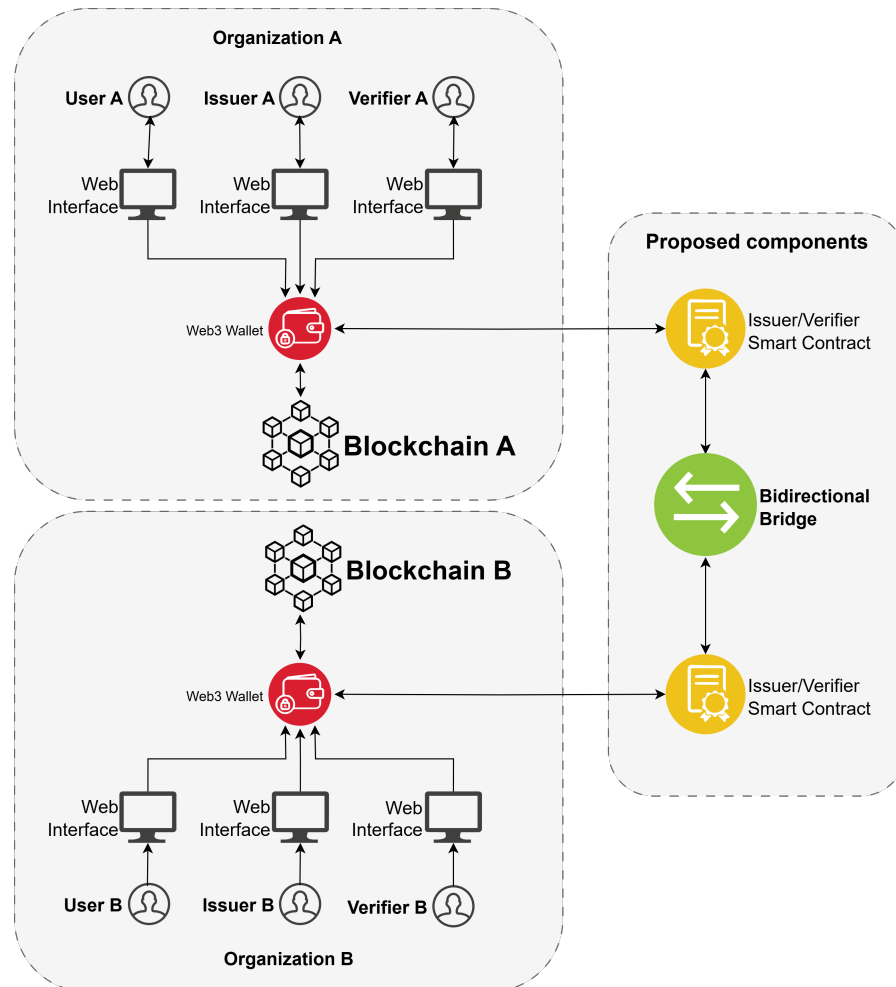 Organization A
User A
Issuer A
Verifier A
Web
Interface
Web
Interface
Web
Interface
Web3 Wallet
Blockchain A
Proposed components
Issuer/Verifier
Smart Contract
Bidirectional
Bridge
Issuer/Verifier
Smart Contract
Blockchain B
Web3 Wallet
Web
Interface
Web
Interface
Web
Interface
User B
Issuer B
Verifier B
Organization B